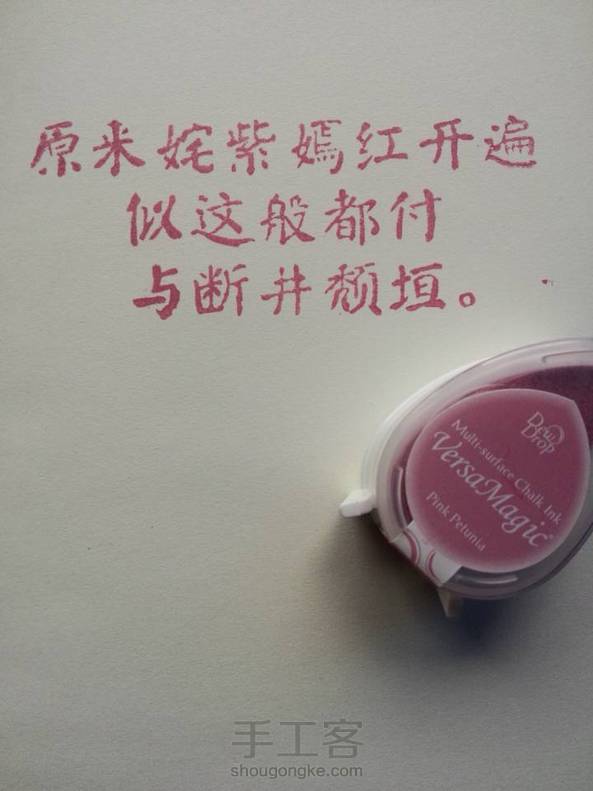 原来姹紫嫣红开遍
似这般都付
与断井颓垣。
Dew
Drop
Multi-surface Chalk Ink
VersaMagic
Pink Petunia
手工客
shougongke.com